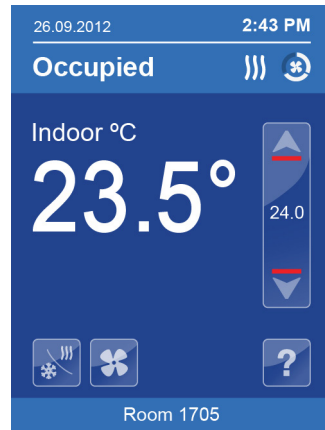 26.09.2012 2:43 PM
Occupied
Indoor ºC
23.5°
24.0
?
Room 1705